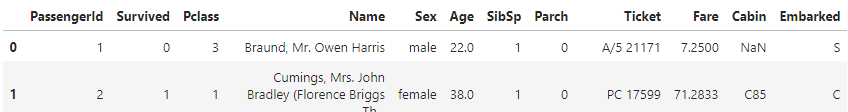 PassengerId Survived Pclass Name Sex Age SibSp Parch Ticket Fare Cabin Embarked
0 1 0 3 Braund, Mr. Owen Harris male 22.0 1 0 A/5 21171 7.2500 NaN S
Cumings, Mrs. John
1 2 1 1 Bradley (Florence Briggs female 38.0 1 0 PC 17599 71.2833 C85 C
Th...